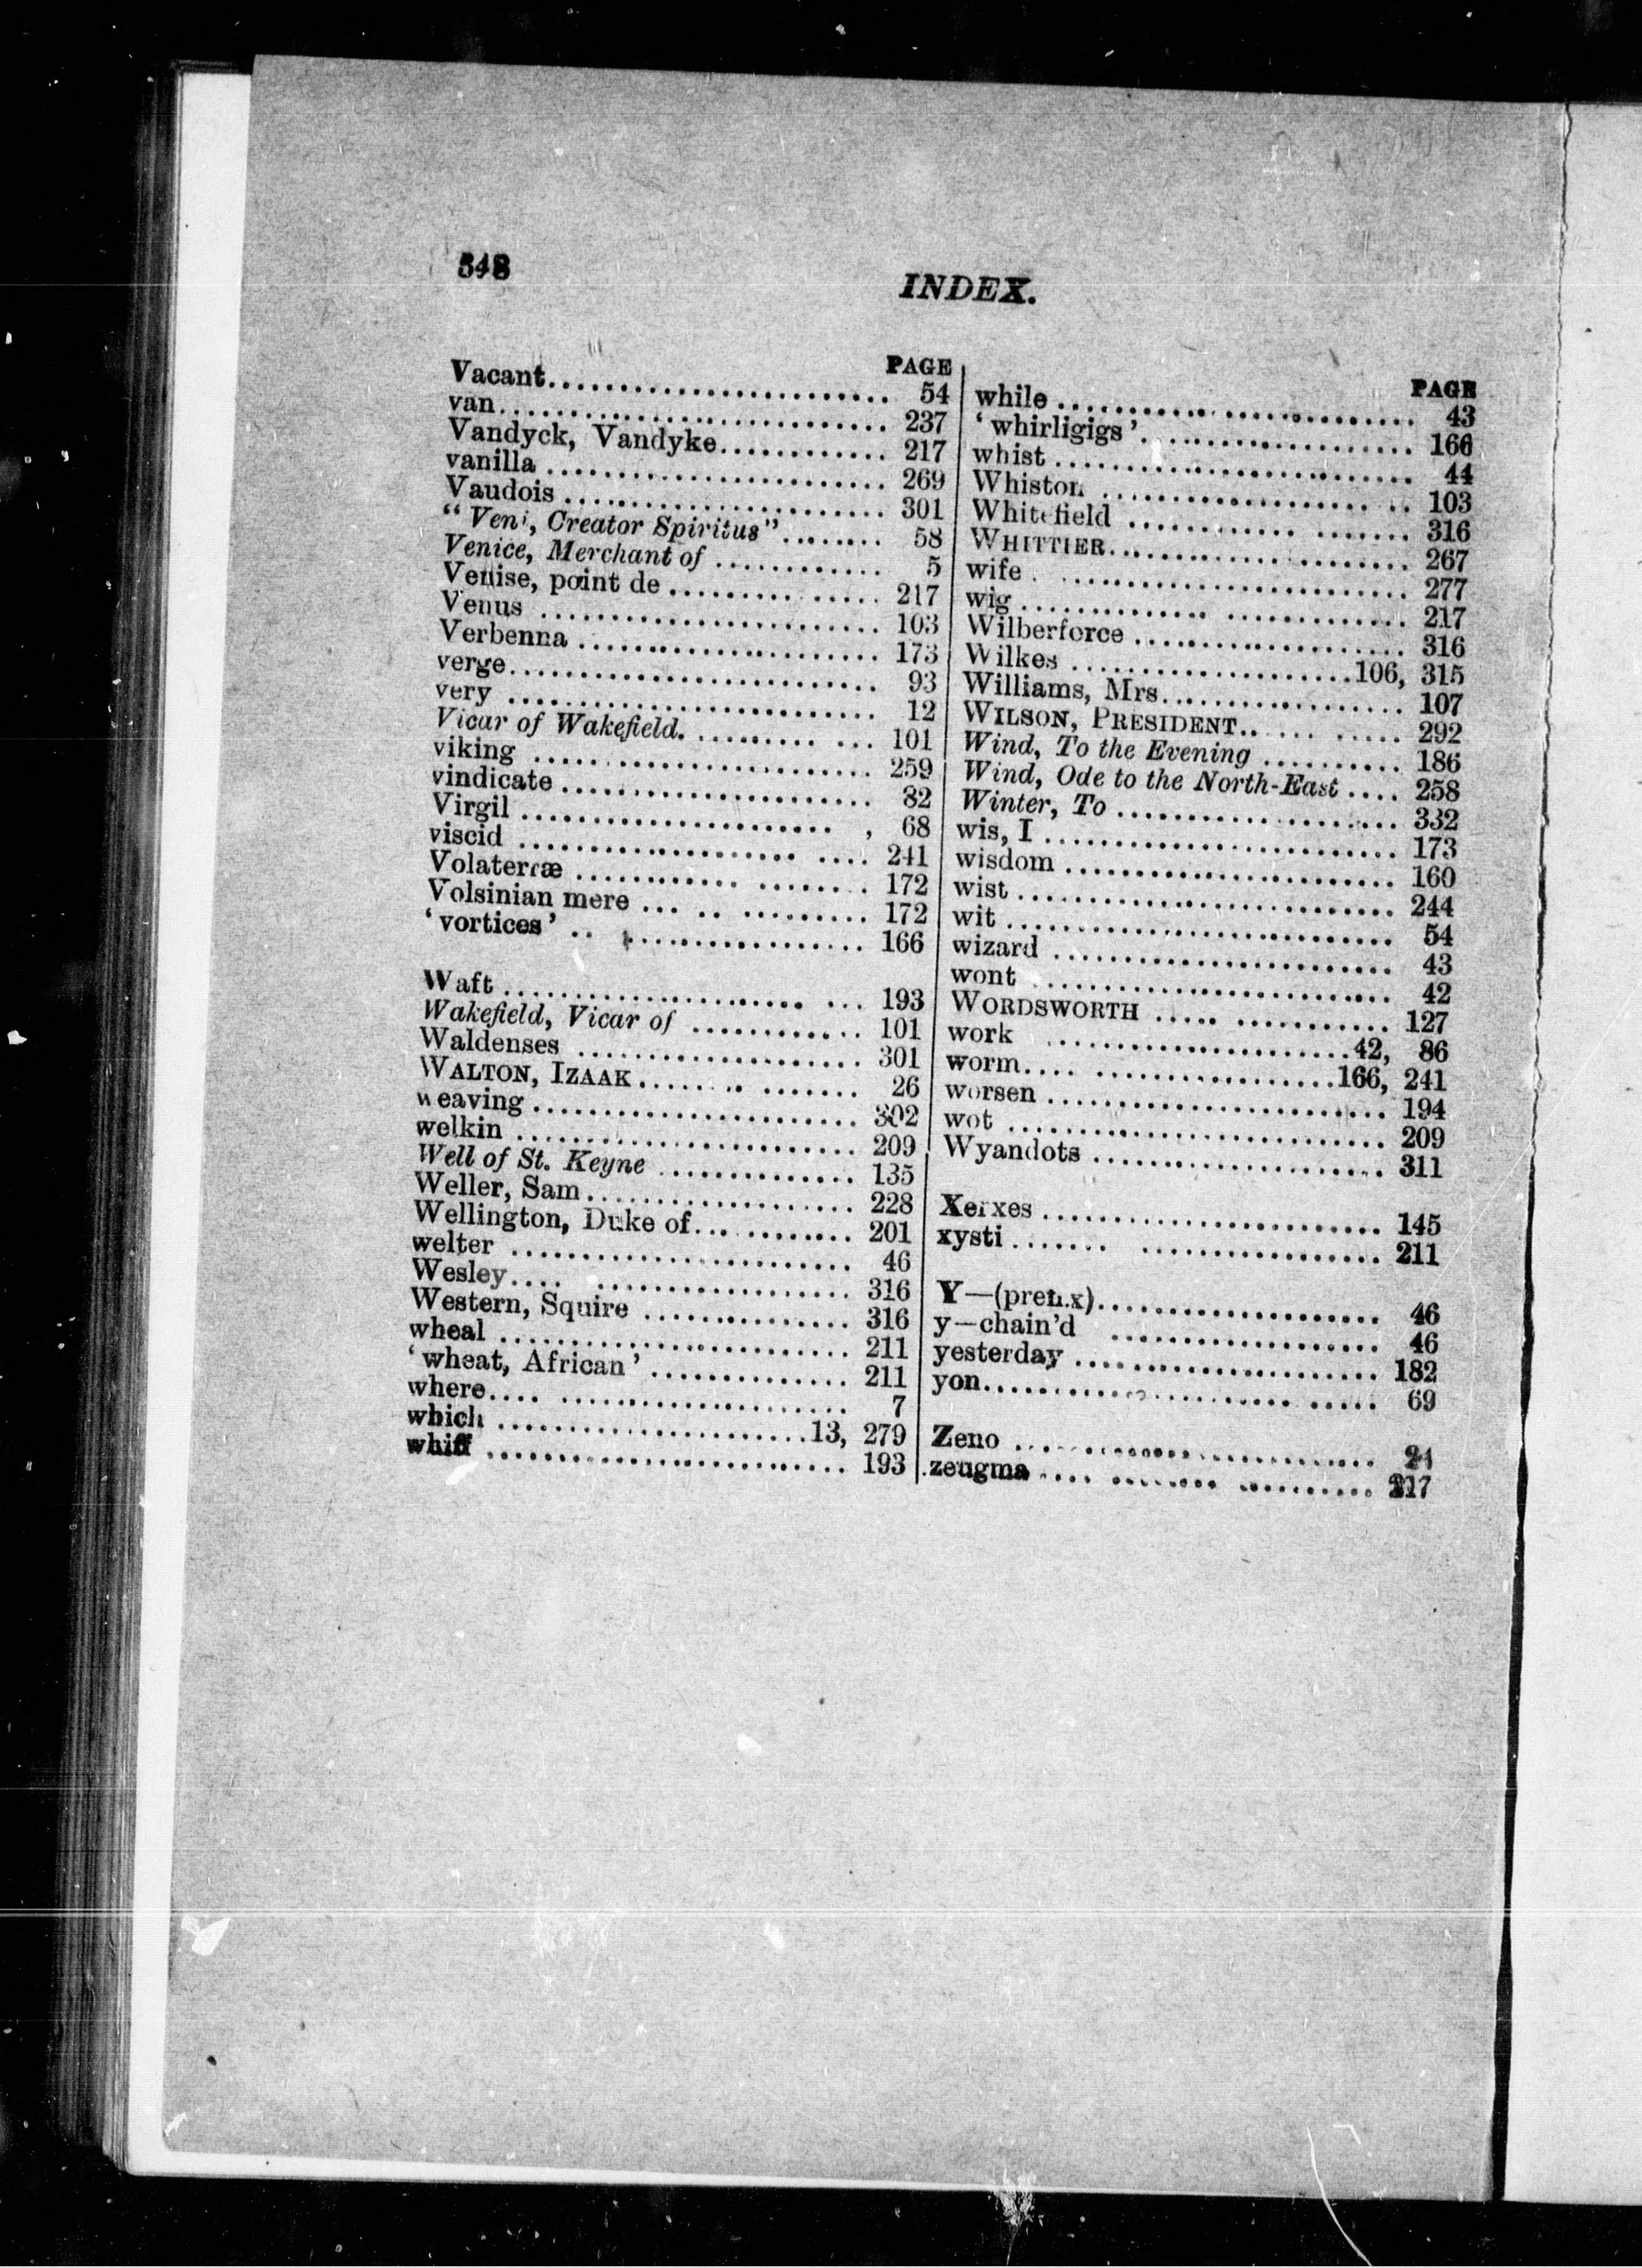 548
INDEX.
PAGE
Vacant.............................. 54
van.............................. 237
Vandyck, Vandyke............ 217
vanilla .............................. 269
Vaudois .............................. 301
"Veni, Creator Spiritus"........ 58
Venice, Merchant of ............ 5
Venise, point de ............... 217
Venus .............................. 103
Verbenna .............................. 173
verge.............................. 93
very .............................. 12
Vicar of Wakefield............. 101
viking .............................. 259
vindicate .............................. 82
Virgil ........................ , 68
viscid .............................. 241
Volaterræ ........................ 172
Volsinian mere ............... 172
'vortices' .................... 166
Waft .............................. 193
Wakefield, Vicar of ............ 101
Waldenses ........................ 301
WALTON, IZAAK.................. 26
weaving .............................. 302
welkin .............................. 209
Well of St. Keyne ............... 135
Weller, Sam........................ 228
Wellington, Duke of............ 201
welter .............................. 46
Wesley.............................. 316
Western, Squire ............... 316
wheal .............................. 211
'wheat, African' ............... 211
where.............................. 7
which ........................13, 279
whiff .............................. 193
PAGE
while .............................. 43
'whirligigs'........................ 166
whist .............................. 44
Whiston ........................ 103
Whitefield ........................ 316
WHITTIER........................ 267
wife .............................. 277
wig .............................. 217
Wilberforce ........................ 316
Wilkes ........................106, 315
Williams, Mrs.................... 107
WILSON, PRESIDENT............ 292
Wind, To the Evening .......... 186
Wind, Ode to the North-East .... 258
Winter, To ........................ 332
wis, I .............................. 173
wisdom .............................. 160
wist .............................. 244
wit .............................. 54
wizard .............................. 43
wont .............................. 42
WORDSWORTH .................. 127
work ........................42, 86
worm........................166, 241
worsen .............................. 194
wot .............................. 209
Wyandots ........................ 311
Xerxes .............................. 145
xysti .............................. 211
Y—(prefix)........................ 46
y—chain'd ........................ 46
yesterday ........................ 182
yon.............................. 69
Zeno .............................. 24
zeugma ........................ 217